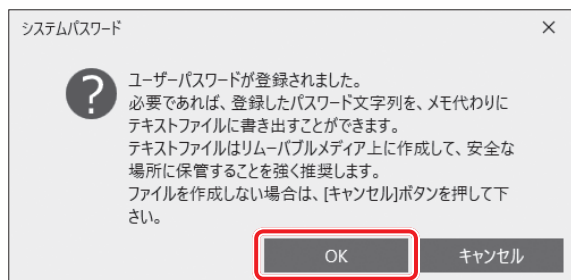 システムパスワード
ユーザーパスワードが登録されました。
必要であれば、登録したパスワード文字列を、メモ代わりに
テキストファイルに書き出すことができます。
テキストファイルはリムーバブルメディア上に作成して、安全な
場所に保管することを強く推奨します。
ファイルを作成しない場合は、[キャンセル]ボタンを押して下
さい。
OK キャンセル